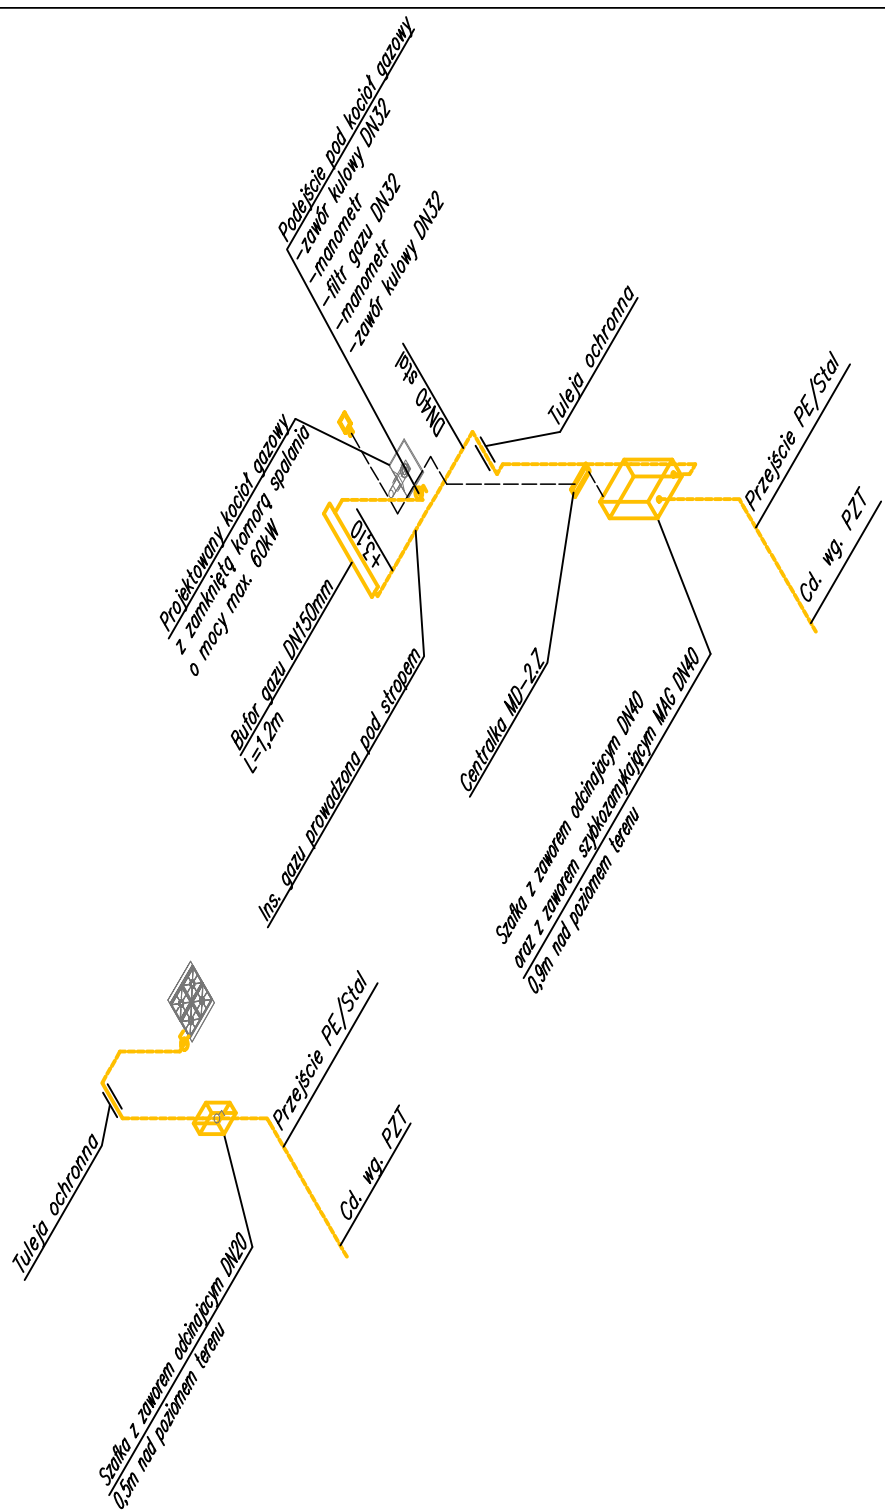 Podejście pod kocioł gazowy
-zawór kulowy DN32
-manometr
-filtr gazu DN32
-manometr
-zawór kulowy DN32
DN40 stal
Tuleja ochronna
Projektowany kocioł gazowy
z zamkniętą komorą spalania
o mocy max. 60kW
+3,10
Bufor gazu DN150mm
L=1,2m
Ins. gazu prowadzona pod stropem
Centralka MD-2.Z
Przejście PE/Stal
Cd. wg. PZT
Szafka z zaworem odcinającym DN40
oraz z zaworem szybkozamykającym MAG DN40
0,9m nad poziomem terenu
Tuleja ochronna
Przejście PE/Stal
Cd. wg. PZT
Szafka z zaworem odcinającym DN20
0,5m nad poziomem terenu